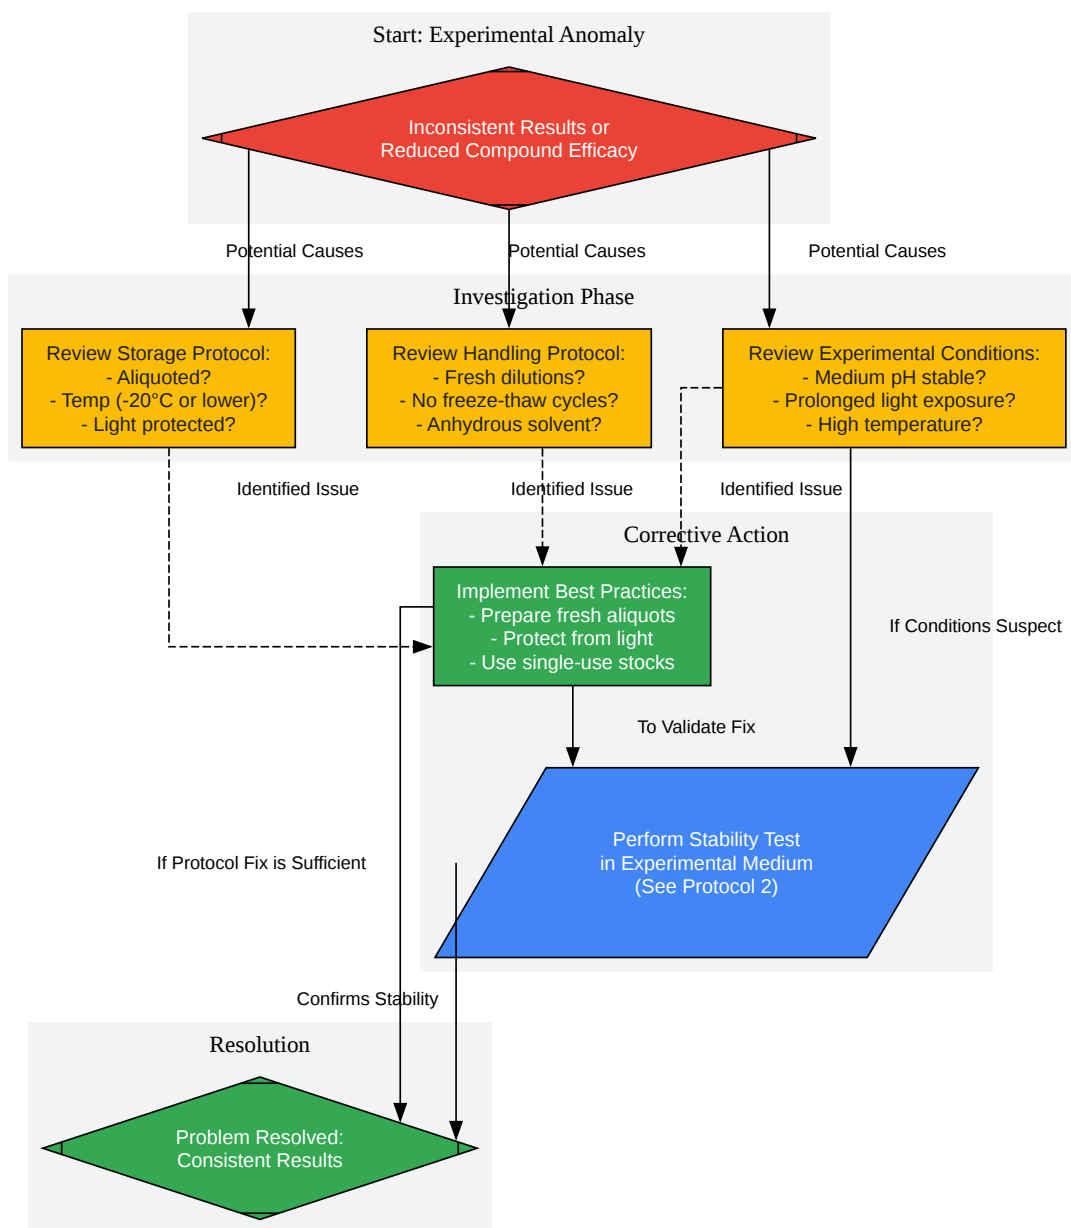 Start: Experimental Anomaly
Inconsistent Results or
Reduced Compound Efficacy
Potential Causes
Potential Causes
Potential Causes
Investigation Phase
Review Storage Protocol:
- Aliquoted?
- Temp (-20°C or lower)?
- Light protected?
Review Handling Protocol:
- Fresh dilutions?
- No freeze-thaw cycles?
- Anhydrous solvent?
Review Experimental Conditions:
- Medium pH stable?
- Prolonged light exposure?
- High temperature?
Identified Issue
Identified Issue
Identified Issue
Corrective Action
Implement Best Practices:
- Prepare fresh aliquots
- Protect from light
- Use single-use stocks
If Conditions Suspect
To Validate Fix
Perform Stability Test
in Experimental Medium
(See Protocol 2)
If Protocol Fix is Sufficient
Confirms Stability
Resolution
Problem Resolved:
Consistent Results